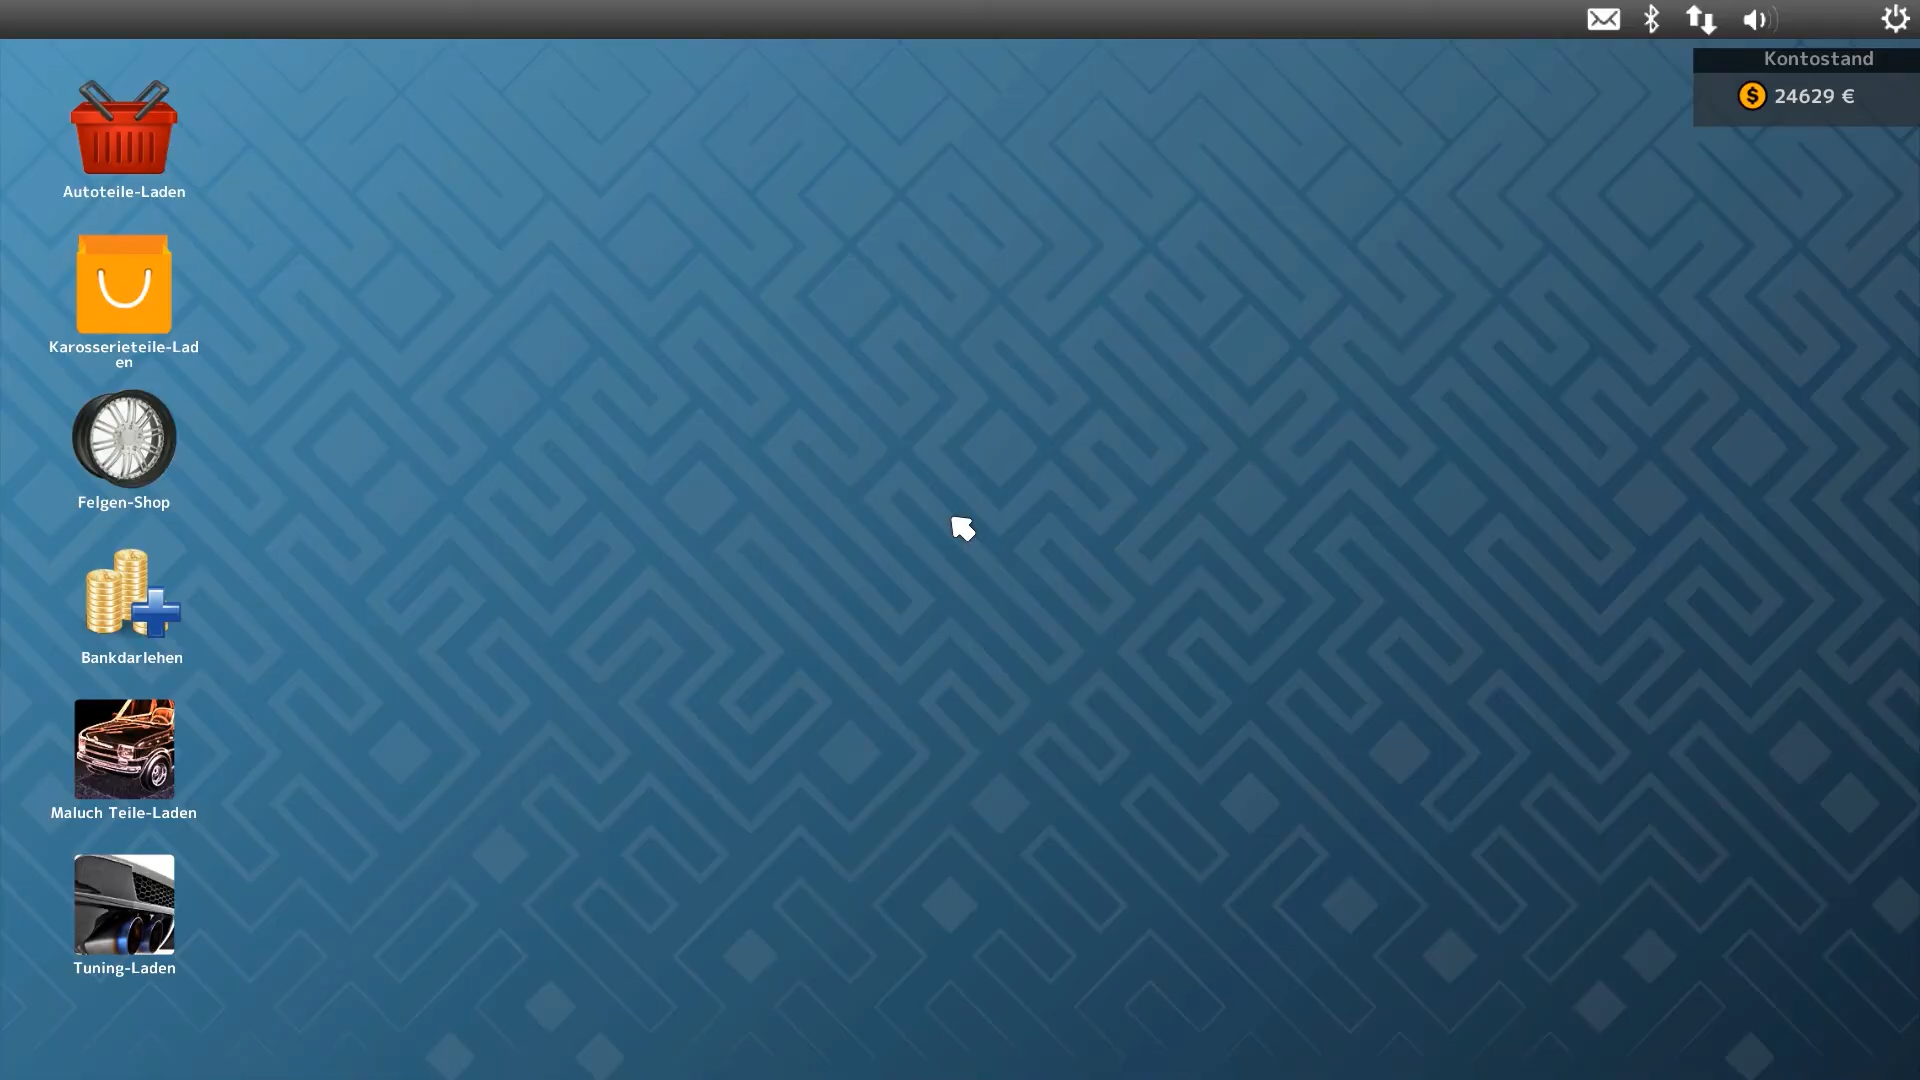 Kontostand
24629 €
Autoteile-Laden
Karosserieteile-Lad
en
Felgen-Shop
Bankdarlehen
Maluch Teile-Laden
Tuning-Laden